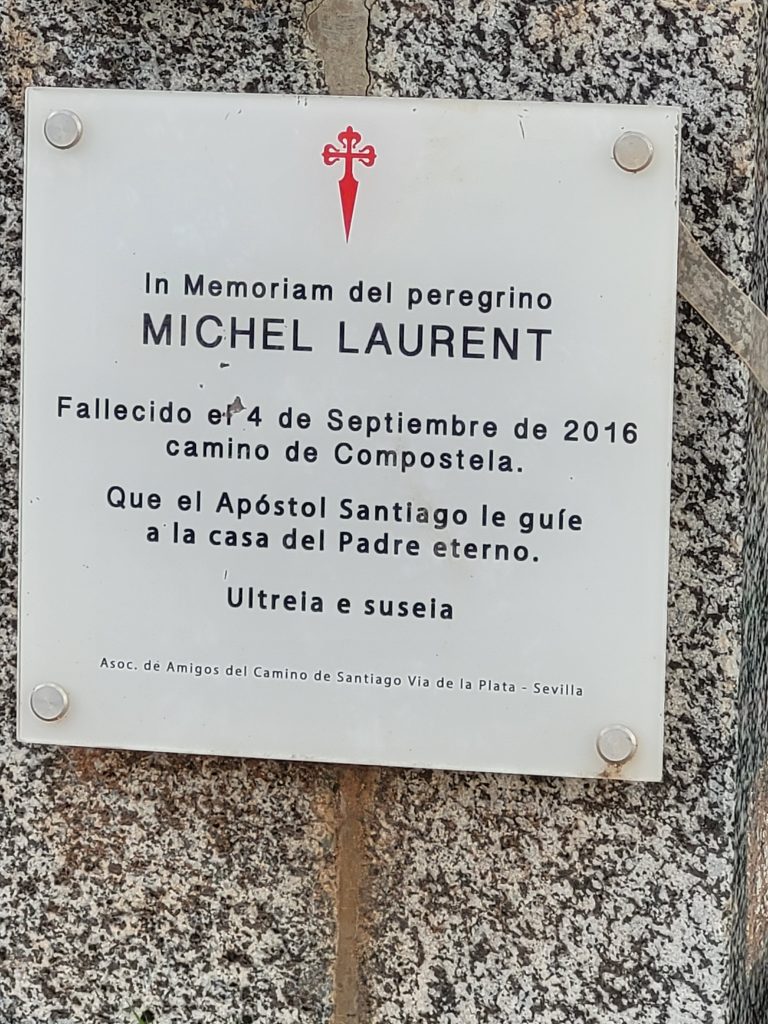 In Memoriam del peregrino
MICHEL LAURENT
Fallecido el 4 de Septiembre de 2016
camino de Compostela.
Que el Apóstol Santiago le guíe
a la casa del Padre eterno.
Ultreia e suseia
Asoc. de Amigos del Camino de Santiago Via de la Plata - Sevilla